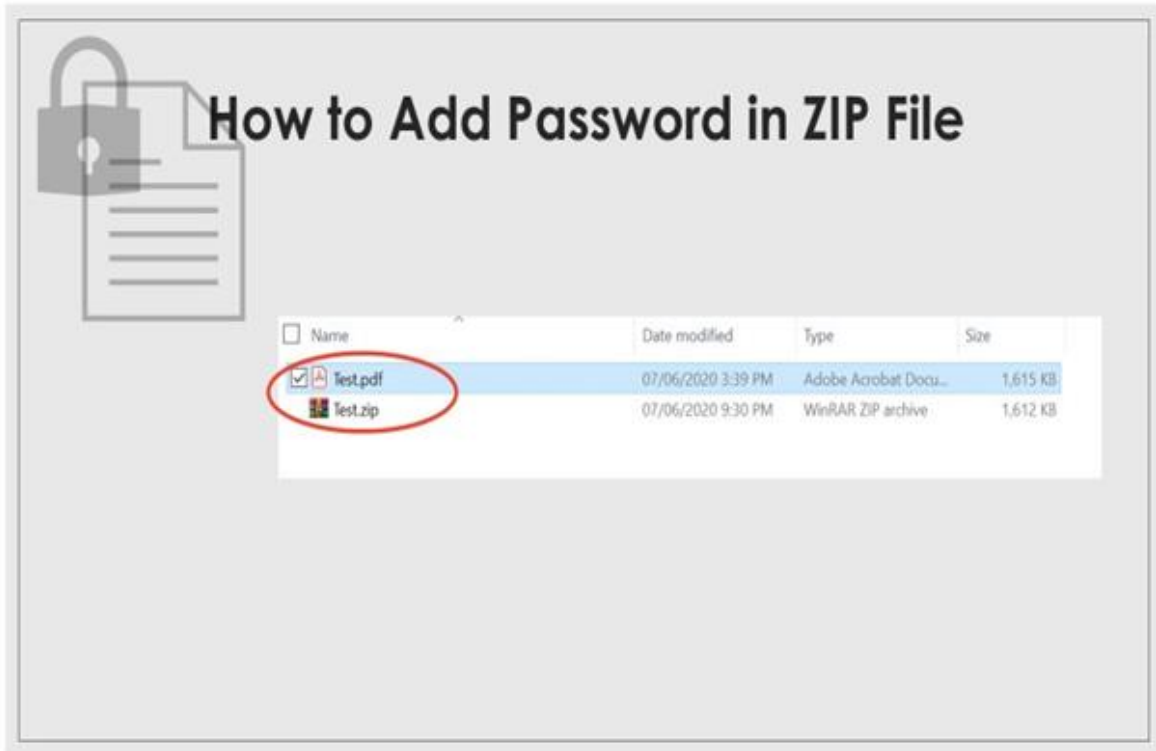 How to Add Password in ZIP File
Name Date modified Type Size
Test.pdf 07/06/2020 3:39 PM Adobe Acrobat Docu... 1,615 KB
Test.zip 07/06/2020 9:30 PM WinRAR ZIP archive 1,612 KB